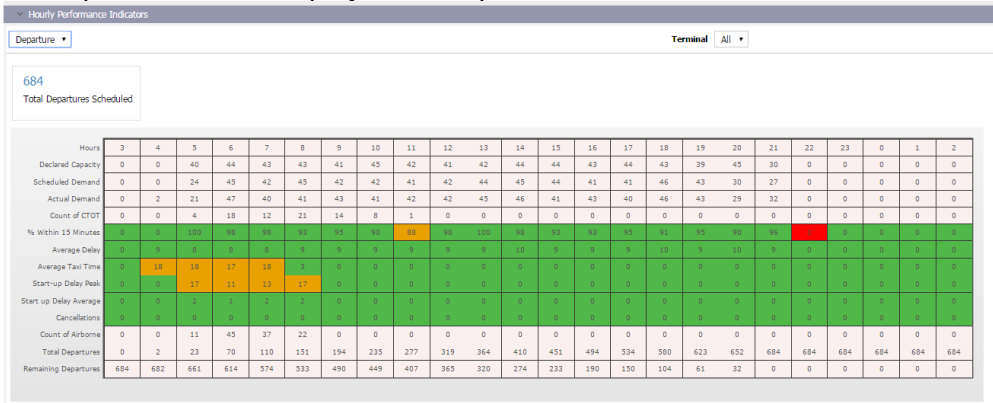 Hourly Performance Indicators
Departure
Terminal All
684
Total Departures Scheduled
Hours 3 4 5 6 7 8 9 10 11 12 13 14 15 16 17 18 19 20 21 22 23 0 1 2
Declared Capacity 0 0 40 44 43 43 41 45 42 41 42 44 44 43 44 43 39 45 30 0 0 0 0 0
Scheduled Demand 0 0 24 45 42 45 42 42 41 42 44 45 44 41 41 46 43 30 27 0 0 0 0 0
Actual Demand 0 2 21 47 40 41 43 41 42 42 45 46 41 43 40 46 43 29 32 0 0 0 0 0
Count of CTOT 0 0 4 18 12 21 14 8 1 0 0 0 0 0 0 0 0 0 0 0 0 0 0 0
% Within 15 Minutes 0 0 100 98 98 93 95 90 88 98 100 98 93 93 95 91 95 90 96 0 0 0 0 0
Average Delay 0 9 8 8 8 9 9 9 9 9 9 10 9 9 9 10 9 10 9 0 0 0 0 0
Average Taxi Time 0 18 18 17 18 3 0 0 0 0 0 0 0 0 0 0 0 0 0 0 0 0 0 0
Start-up Delay Peak 0 0 17 11 13 17 0 0 0 0 0 0 0 0 0 0 0 0 0 0 0 0 0 0
Start up Delay Average 0 0 2 1 2 2 0 0 0 0 0 0 0 0 0 0 0 0 0 0 0 0 0 0
Cancellations 0 0 0 0 0 0 0 0 0 0 0 0 0 0 0 0 0 0 0 0 0 0 0 0
Count of Airborne 0 0 11 45 37 22 0 0 0 0 0 0 0 0 0 0 0 0 0 0 0 0 0 0
Total Departures 0 2 23 70 110 151 194 235 277 319 364 410 451 494 534 580 623 652 684 684 684 684 684 684
Remaining Departures 684 682 661 614 574 533 490 449 407 365 320 274 233 190 150 104 61 32 0 0 0 0 0 0